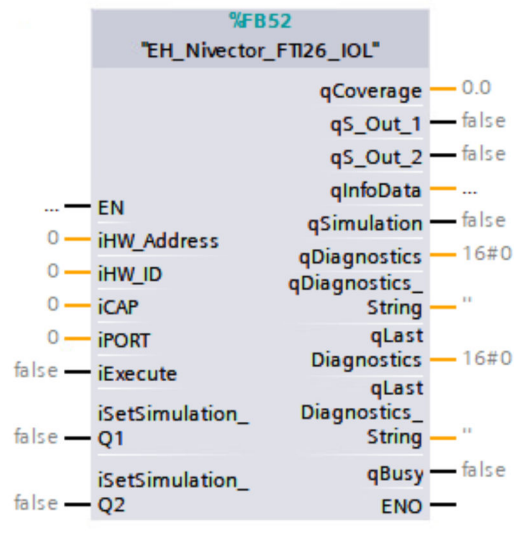 %FB52
"EH_Nivector_FTI26_IOL"
qCoverage 0.0
qS_Out_1 false
qS_Out_2 false
qInfoData ...
... EN
qSimulation false
0 iHW_Address
qDiagnostics 16#0
0 iHW_ID
qDiagnostics_
String ''
0 iCAP
0 iPORT
qLast
Diagnostics 16#0
false iExecute
qLast
Diagnostics_
String ''
iSetSimulation_
false Q1
qBusy false
iSetSimulation_
false Q2
ENO